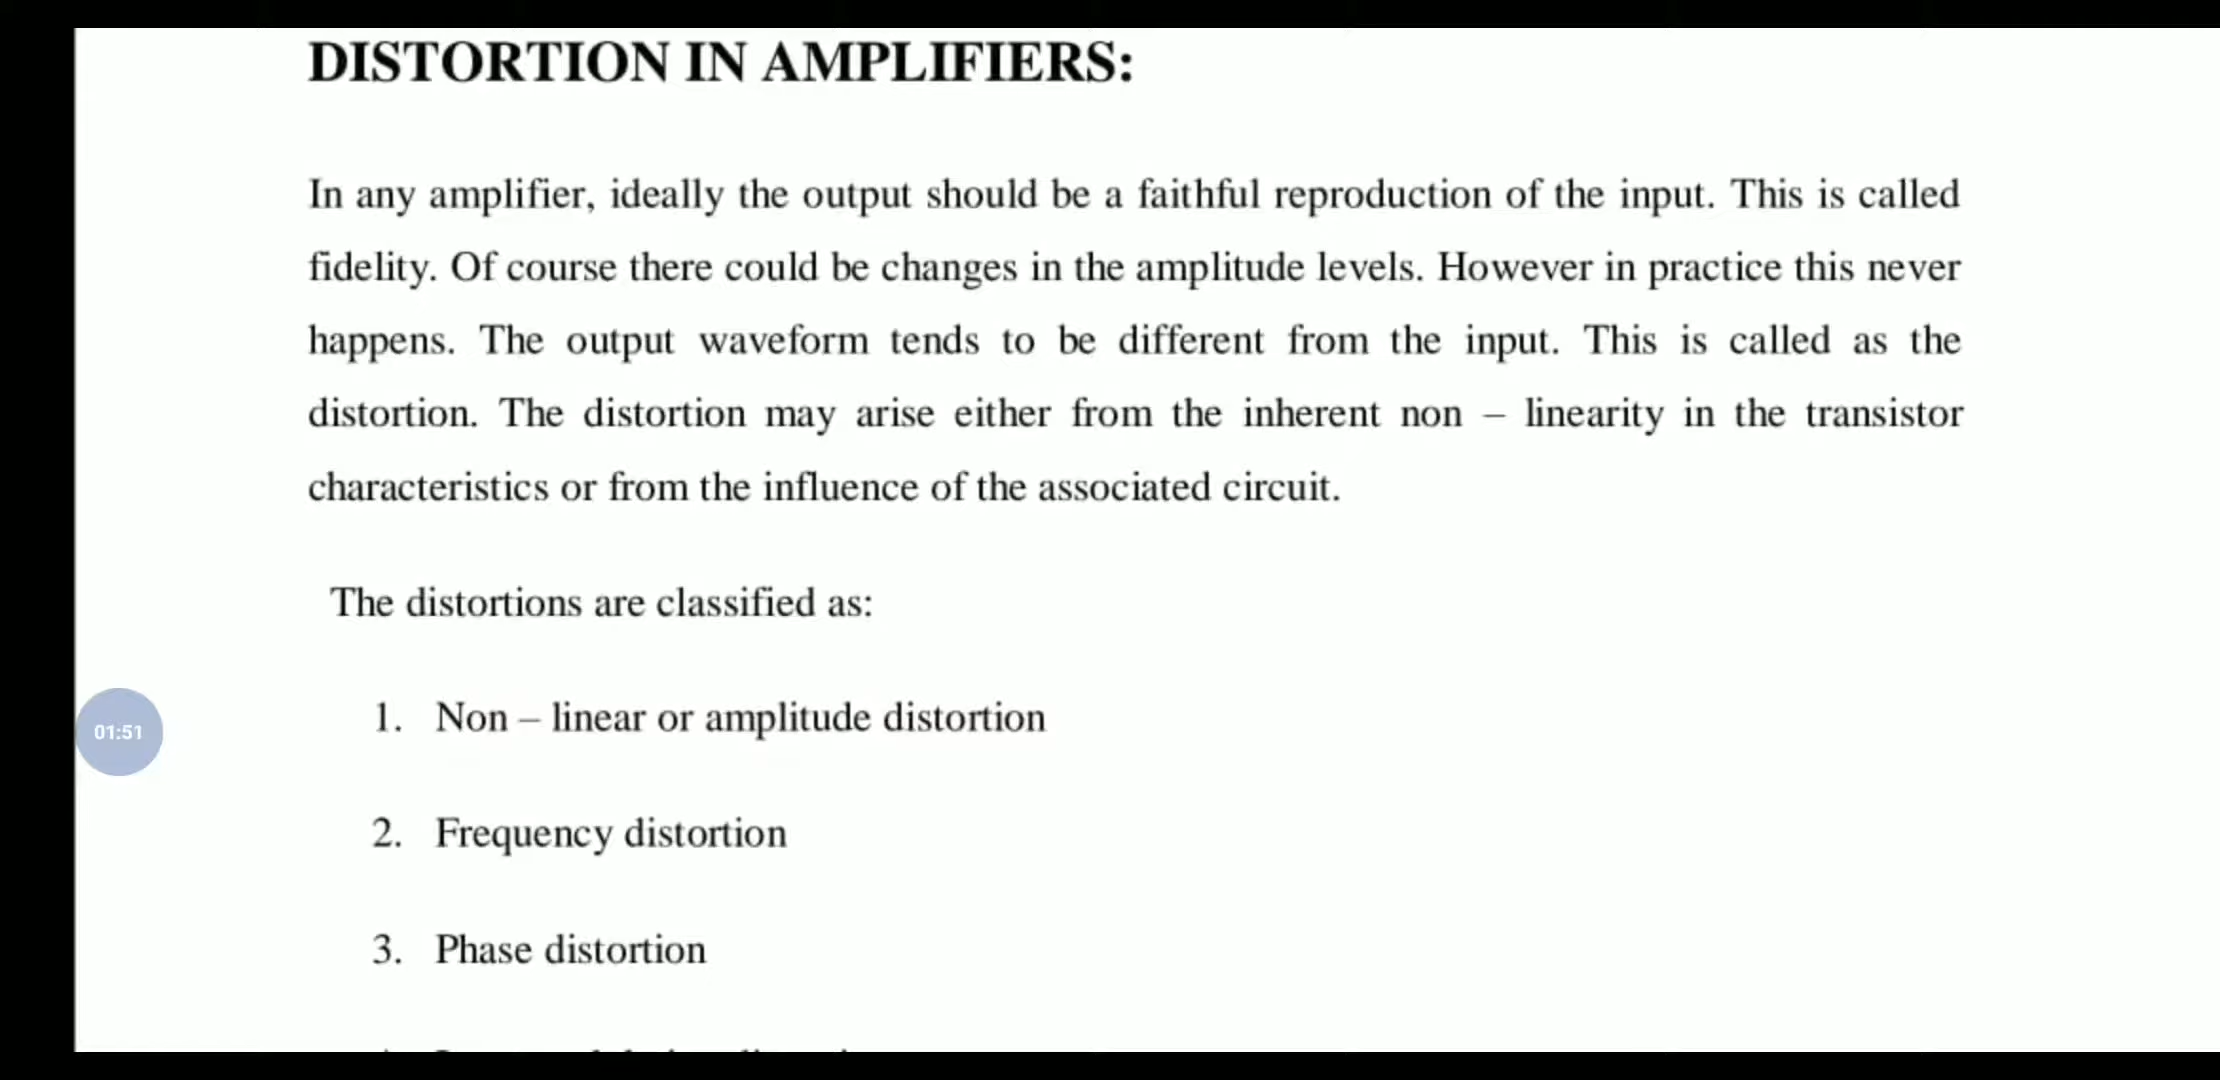 DISTORTION IN AMPLIFIERS:
In any amplifier, ideally the output should be a faithful reproduction of the input. This is called
fidelity. Of course there could be changes in the amplitude levels. However in practice this never
happens. The output waveform tends to be different from the input. This is called as the
distortion. The distortion may arise either from the inherent non – linearity in the transistor
characteristics or from the influence of the associated circuit.
The distortions are classified as:
1. Non – linear or amplitude distortion
01:51
2. Frequency distortion
3. Phase distortion